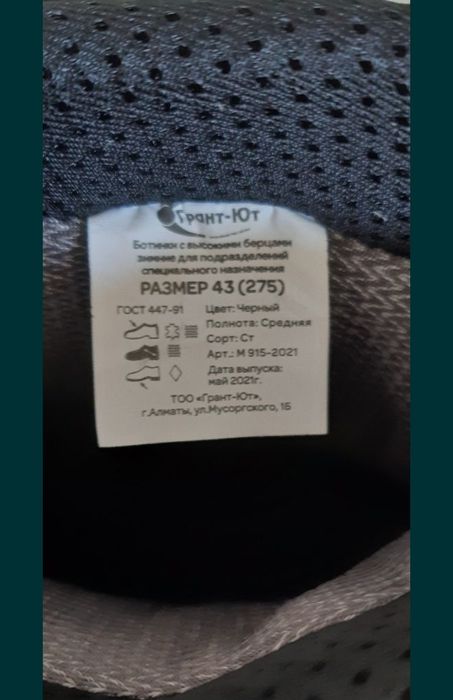 Грант-Ют
Ботинки с высокими берцами
зимние для подразделений
специального назначения
РАЗМЕР 43 (275)
ГОСТ 447-91 Цвет: Черный
Полнота: Средняя
Сорт: Ст
Арт.: М 915-2021
Дата выпуска:
май 2021г.
ТОО «Грант-Ют»,
г.Алматы, ул.Мусоргского, 1Б